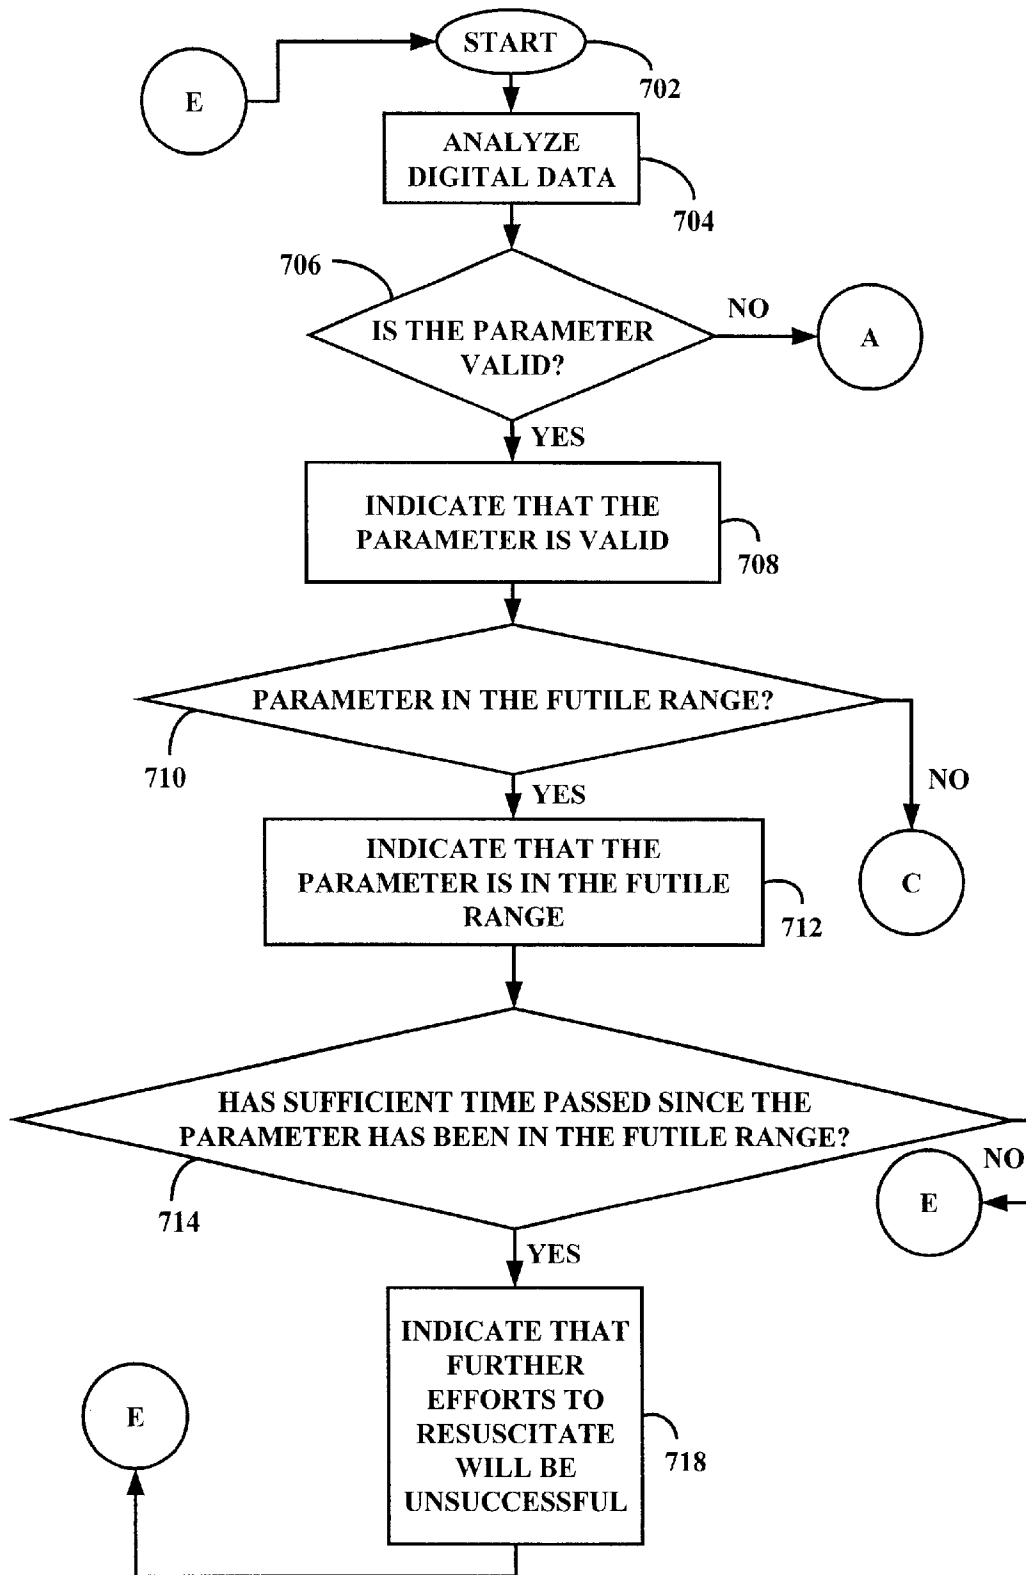 START
E
702
ANALYZE
DIGITAL DATA
704
706
IS THE PARAMETER
VALID?
NO
A
YES
INDICATE THAT THE
PARAMETER IS VALID
708
PARAMETER IN THE FUTILE RANGE?
710
NO
YES
INDICATE THAT THE
PARAMETER IS IN THE FUTILE
RANGE
C
712
HAS SUFFICIENT TIME PASSED SINCE THE
PARAMETER HAS BEEN IN THE FUTILE RANGE?
NO
E
714
YES
INDICATE THAT
FURTHER
EFFORTS TO
RESUSCITATE
WILL BE
UNSUCCESSFUL
E
718